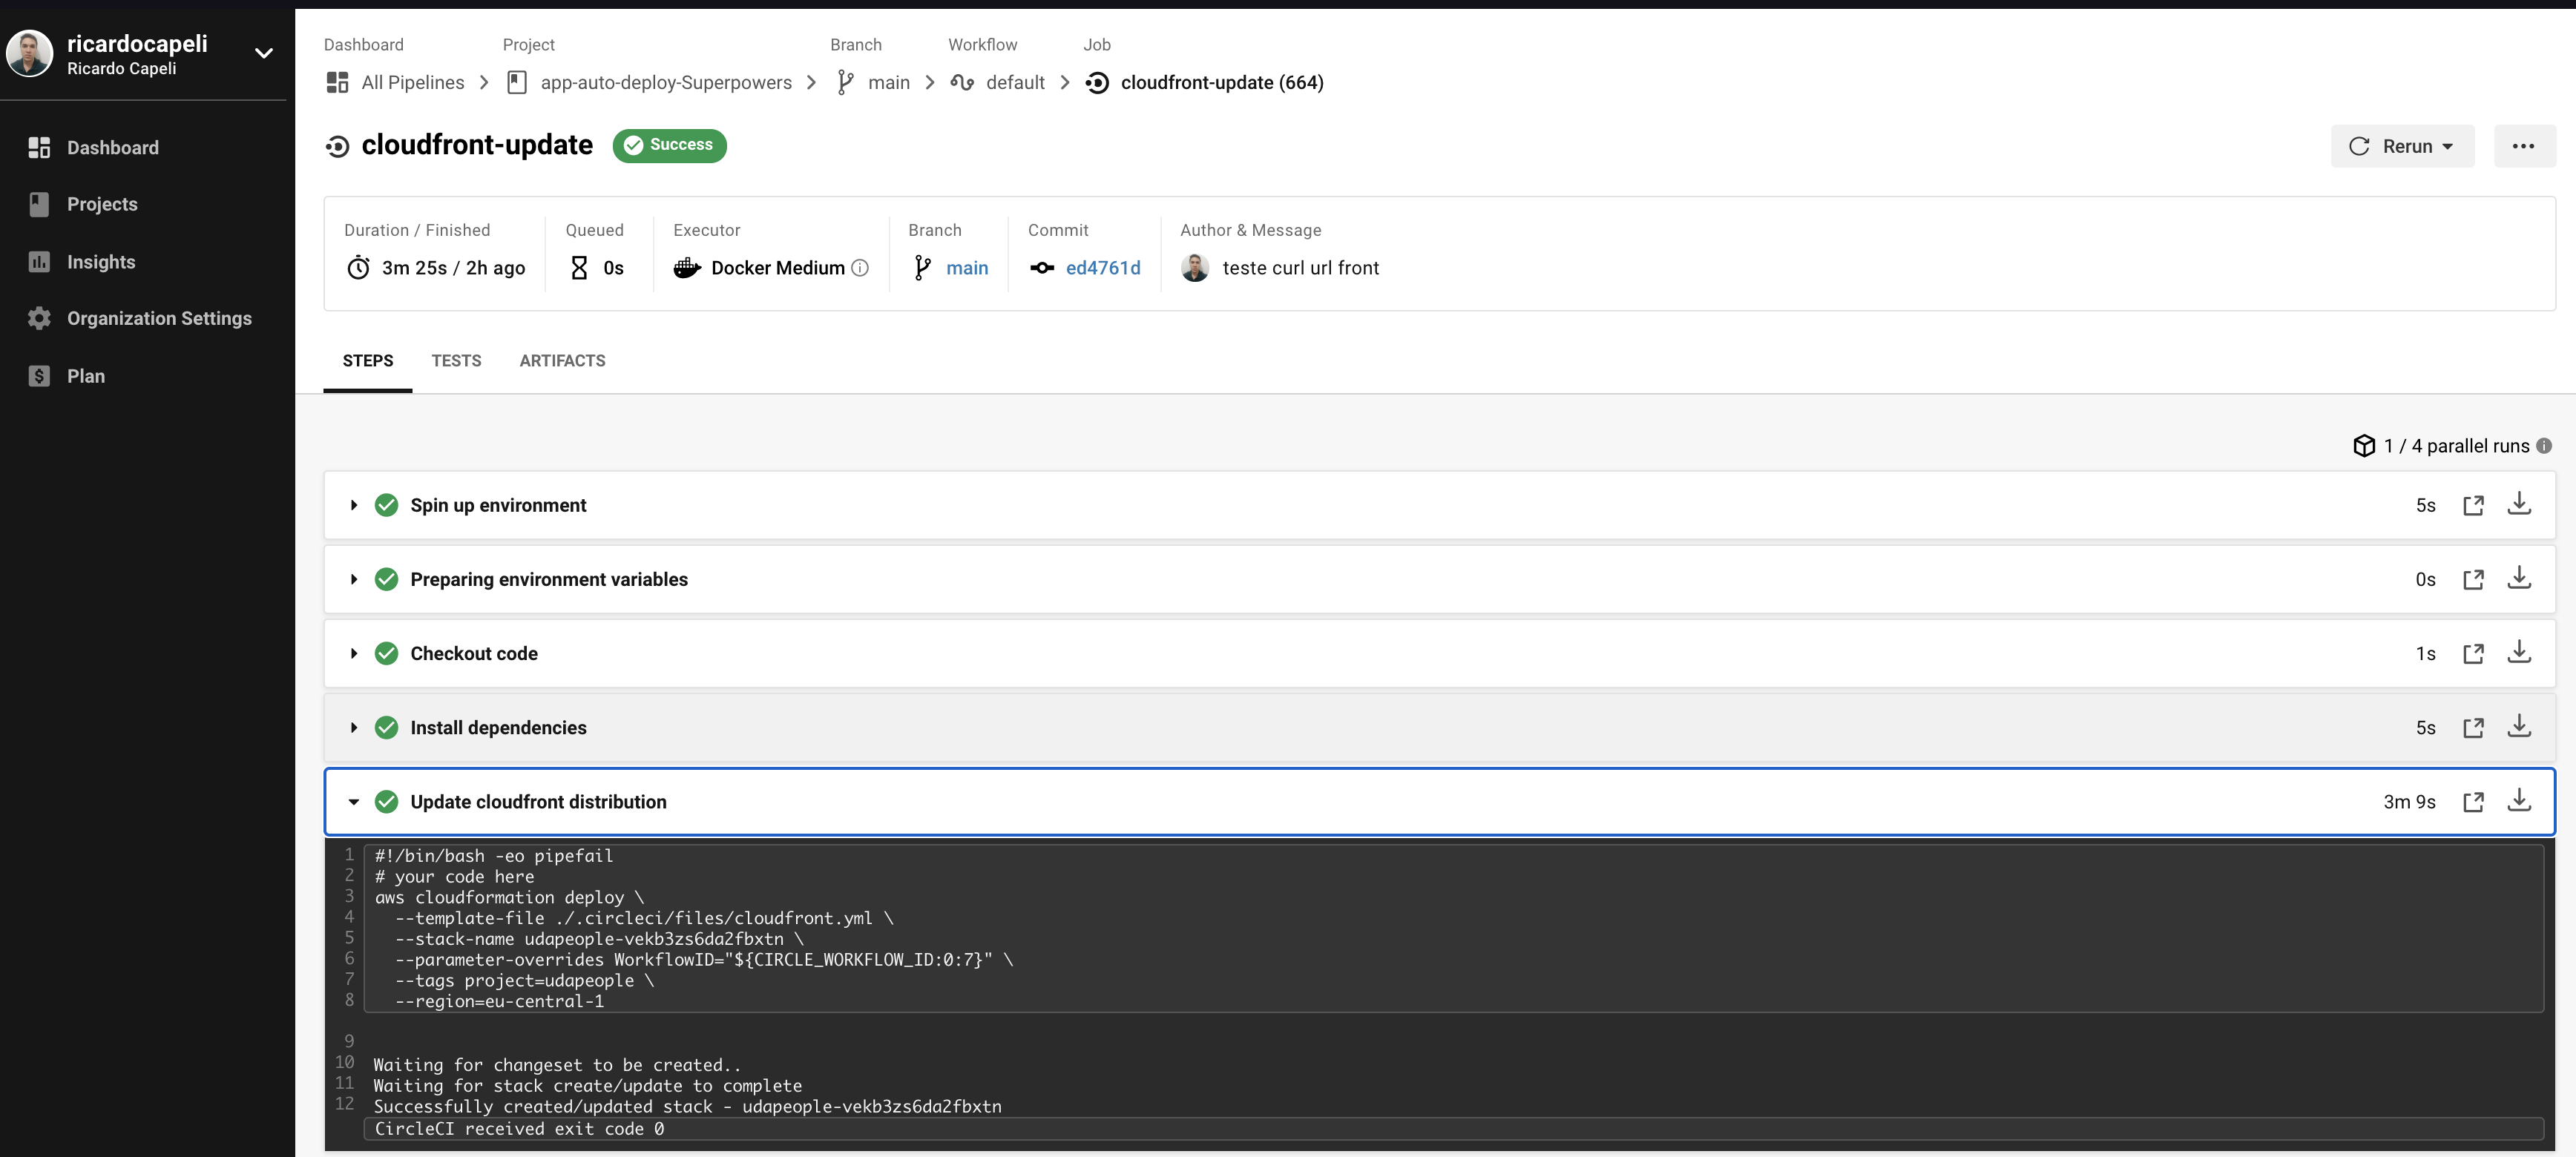 ricardocapeli
Ricardo Capeli
Dashboard
Projects
Insights
Organization Settings
Plan
Dashboard Project Branch Workflow Job
All Pipelines app-auto-deploy-Superpowers main default cloudfront-update (664)
cloudfront-update Success Rerun
Duration / Finished Queued Executor Branch Commit Author & Message
3m 25s / 2h ago 0s Docker Medium main ed4761d teste curl url front
STEPS TESTS ARTIFACTS
1 / 4 parallel runs
Spin up environment 5s
Preparing environment variables 0s
Checkout code 1s
Install dependencies 5s
Update cloudfront distribution 3m 9s
1 #!/bin/bash -eo pipefail
2 # your code here
3 aws cloudformation deploy \
4 --template-file ./.circleci/files/cloudfront.yml \
5 --stack-name udapeople-vekb3zs6da2fbxtn \
6 --parameter-overrides WorkflowID="${CIRCLE_WORKFLOW_ID:0:7}" \
7 --tags project=udapeople \
8 --region=eu-central-1
9
10 Waiting for changeset to be created..
11 Waiting for stack create/update to complete
12 Successfully created/updated stack - udapeople-vekb3zs6da2fbxtn
CircleCI received exit code 0